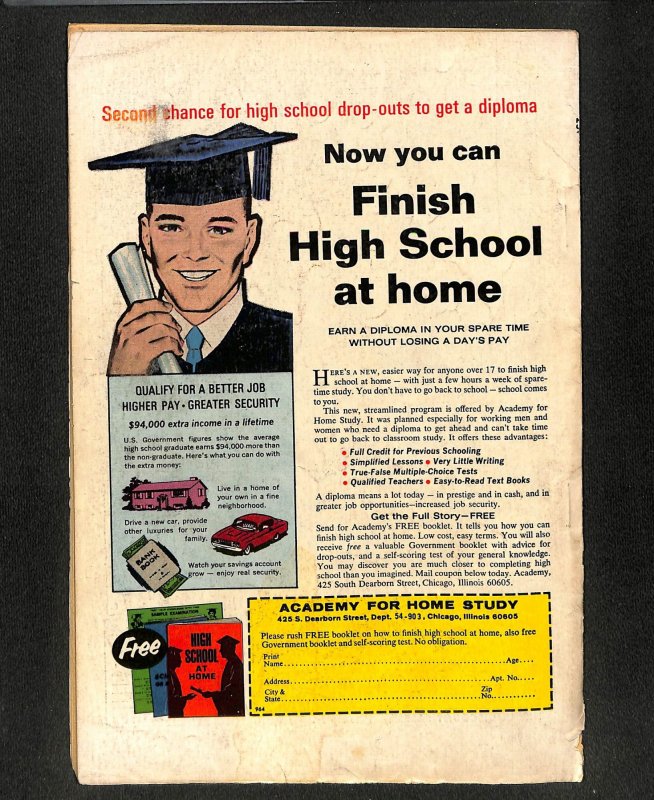 Second chance for high school drop-outs to get a diploma
Now you can
Finish
High School
at home
EARN A DIPLOMA IN YOUR SPARE TIME
WITHOUT LOSING A DAY'S PAY
HERE'S A NEW, easier way for anyone over 17 to finish high
school at home — with just a few hours a week of spare-
time study. You don't have to go back to school — school comes
to you.
This new, streamlined program is offered by Academy for
Home Study. It was planned especially for working men and
women who need a diploma to get ahead and can't take time
out to go back to classroom study. It offers these advantages:
• Full Credit for Previous Schooling
• Simplified Lessons • Very Little Writing
• True-False Multiple-Choice Tests
• Qualified Teachers • Easy-to-Read Text Books
A diploma means a lot today — in prestige and in cash, and in
greater job opportunities—increased job security.
Get the Full Story—FREE
Send for Academy's FREE booklet. It tells you how you can
finish high school at home. Low cost, easy terms. You will also
receive free a valuable Government booklet with advice for
drop-outs, and a self-scoring test of your general knowledge.
You may discover you are much closer to completing high
school than you imagined. Mail coupon below today. Academy,
425 South Dearborn Street, Chicago, Illinois 60605.
QUALIFY FOR A BETTER JOB
HIGHER PAY • GREATER SECURITY
$94,000 extra income in a lifetime
U.S. Government figures show the average
high school graduate earns $94,000 more than
the non-graduate. Here's what you can do with
the extra money:
Live in a home of
your own in a fine
neighborhood.
Drive a new car, provide
other luxuries for your
family.
BANK
BOOK
Watch your savings account
grow — enjoy real security.
Free
SAMPLE EXAMINATION
HIGH
SCHOOL
AT
HOME
ACADEMY FOR HOME STUDY
425 S. Dearborn Street, Dept. 54-903, Chicago, Illinois 60605
Please rush FREE booklet on how to finish high school at home, also free
Government booklet and self-scoring test. No obligation.
Print
Name.......... Age....
Address.......... Apt. No.....
City & Zip
State.......... No.....
964